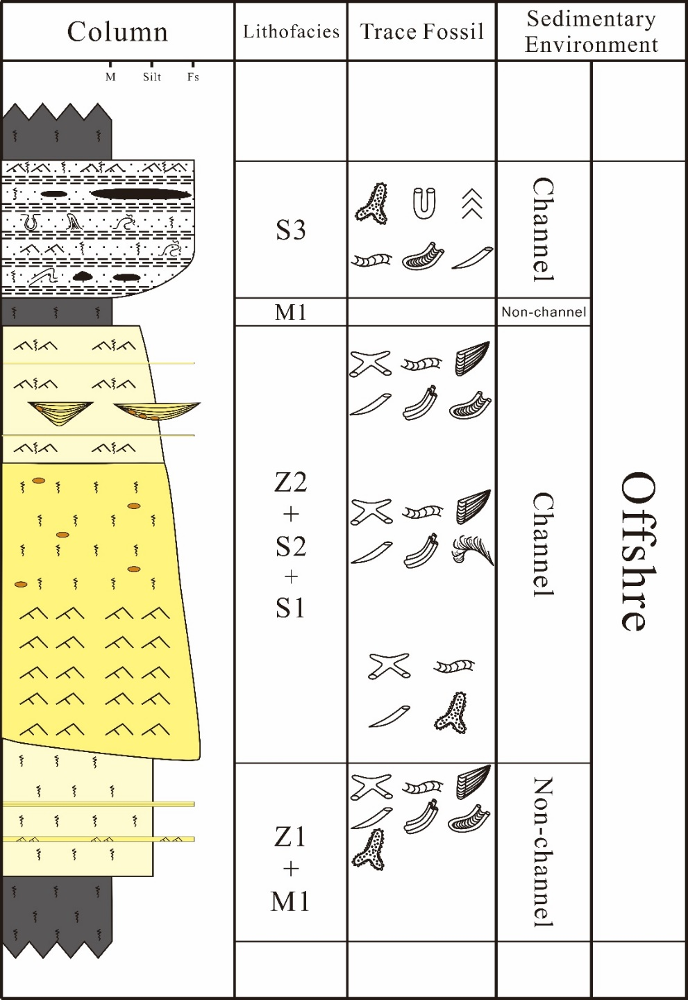 Column
Lithofacies
Trace Fossil
Sedimentary
Environment
M
Silt
Fs
S3
Channel
M1
Non-channel
Z2
+
S2
+
S1
Channel
Offshre
Z1
+
M1
Non-channel